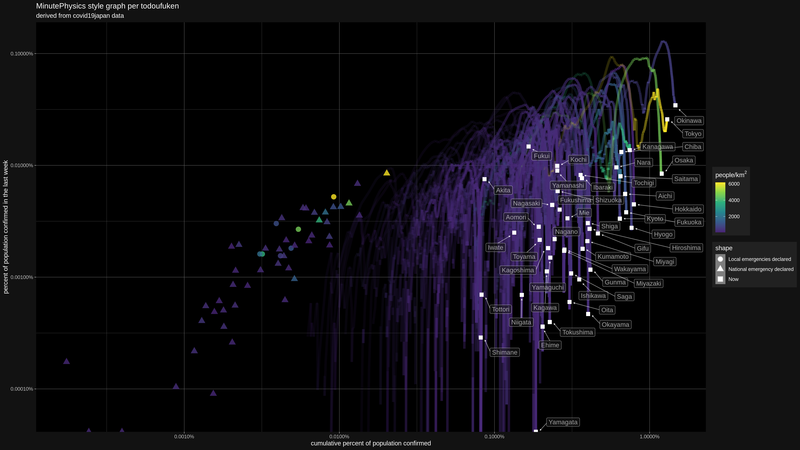 MinutePhysics style graph per todoufuken
derived from covid19japan data
percent of population confirmed in the last week
0.10000%
0.01000%
0.00100%
0.00010%
Okinawa
Tokyo
Kanagawa
Chiba
Fukui
Kochi
Nara
Osaka
Saitama
Akita
Yamanashi
Ibaraki
Tochigi
Aichi
Nagasaki
Fukushima
Shizuoka
Hokkaido
Aomori
Mie
Kyoto
Fukuoka
Shiga
Nagano
Hyogo
Iwate
Gifu
Hiroshima
Toyama
Kumamoto
Miyagi
Kagoshima
Wakayama
Yamaguchi
Gunma
Miyazaki
Ishikawa
Saga
Tottori
Kagawa
Oita
Niigata
Okayama
Tokushima
Ehime
Shimane
Yamagata
0.0010%
0.0100%
0.1000%
1.0000%
cumulative percent of population confirmed
people/km²
6000
4000
2000
shape
Local emergencies declared
National emergency declared
Now